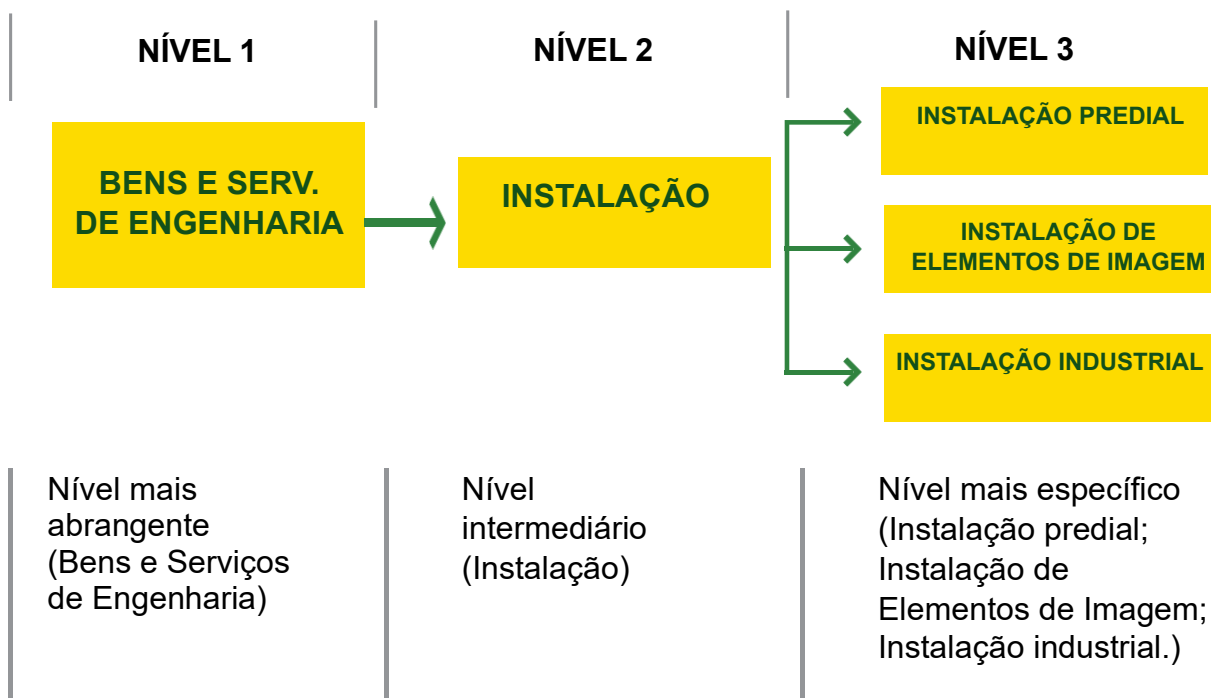 NÍVEL 1
NÍVEL 2
NÍVEL 3
BENS E SERV.
DE ENGENHARIA
INSTALAÇÃO
INSTALAÇÃO PREDIAL
INSTALAÇÃO DE
ELEMENTOS DE IMAGEM
INSTALAÇÃO INDUSTRIAL
Nível mais
abrangente
(Bens e Serviços
de Engenharia)
Nível
intermediário
(Instalação)
Nível mais específico
(Instalação predial;
Instalação de
Elementos de Imagem;
Instalação industrial.)